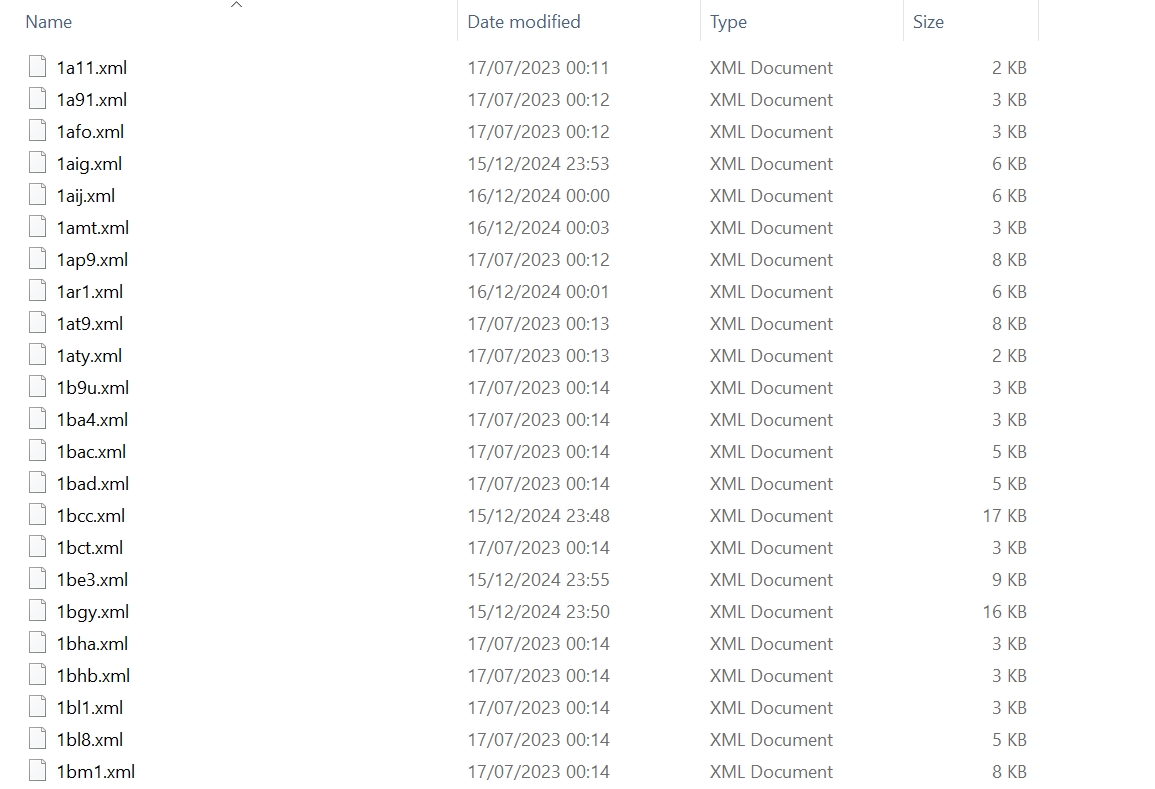 Name Date modified Type Size
1a11.xml 17/07/2023 00:11 XML Document 2 KB
1a91.xml 17/07/2023 00:12 XML Document 3 KB
1afo.xml 17/07/2023 00:12 XML Document 3 KB
1aig.xml 15/12/2024 23:53 XML Document 6 KB
1aij.xml 16/12/2024 00:00 XML Document 6 KB
1amt.xml 16/12/2024 00:03 XML Document 3 KB
1ap9.xml 17/07/2023 00:12 XML Document 8 KB
1ar1.xml 16/12/2024 00:01 XML Document 6 KB
1at9.xml 17/07/2023 00:13 XML Document 8 KB
1aty.xml 17/07/2023 00:13 XML Document 2 KB
1b9u.xml 17/07/2023 00:14 XML Document 3 KB
1ba4.xml 17/07/2023 00:14 XML Document 3 KB
1bac.xml 17/07/2023 00:14 XML Document 5 KB
1bad.xml 17/07/2023 00:14 XML Document 5 KB
1bcc.xml 15/12/2024 23:48 XML Document 17 KB
1bct.xml 17/07/2023 00:14 XML Document 3 KB
1be3.xml 15/12/2024 23:55 XML Document 9 KB
1bgy.xml 15/12/2024 23:50 XML Document 16 KB
1bha.xml 17/07/2023 00:14 XML Document 3 KB
1bhb.xml 17/07/2023 00:14 XML Document 3 KB
1bl1.xml 17/07/2023 00:14 XML Document 3 KB
1bl8.xml 17/07/2023 00:14 XML Document 5 KB
1bm1.xml 17/07/2023 00:14 XML Document 8 KB